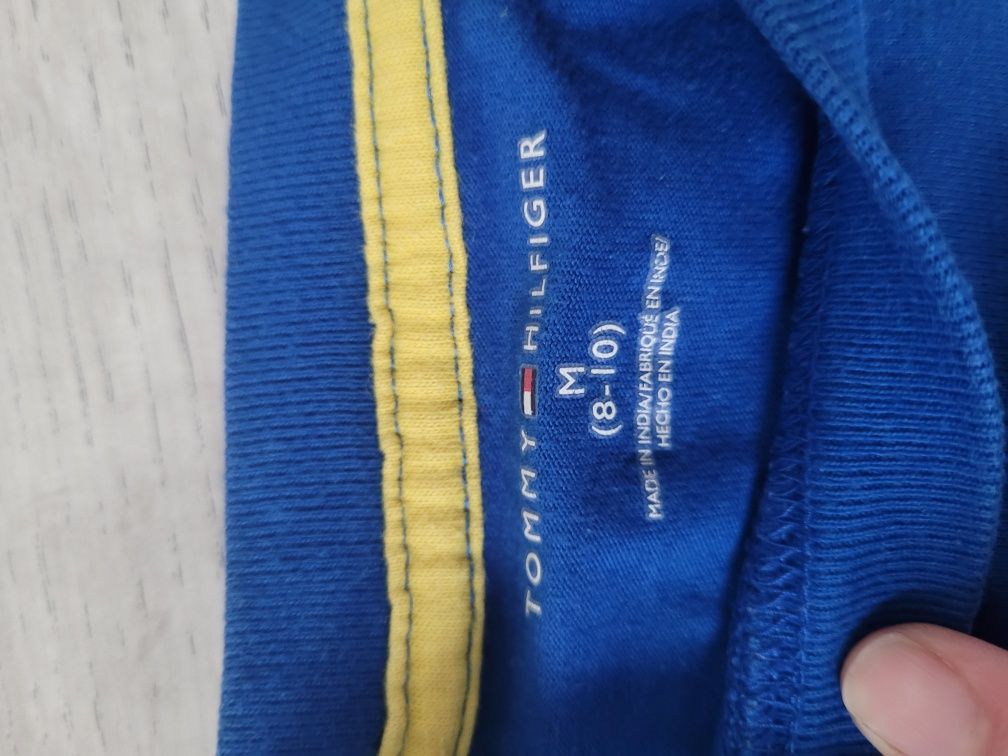 TOMMY HILFIGER
M
(8-10)
MADE IN INDIA/FABRIQUÉ EN INDE/
HECHO EN INDIA